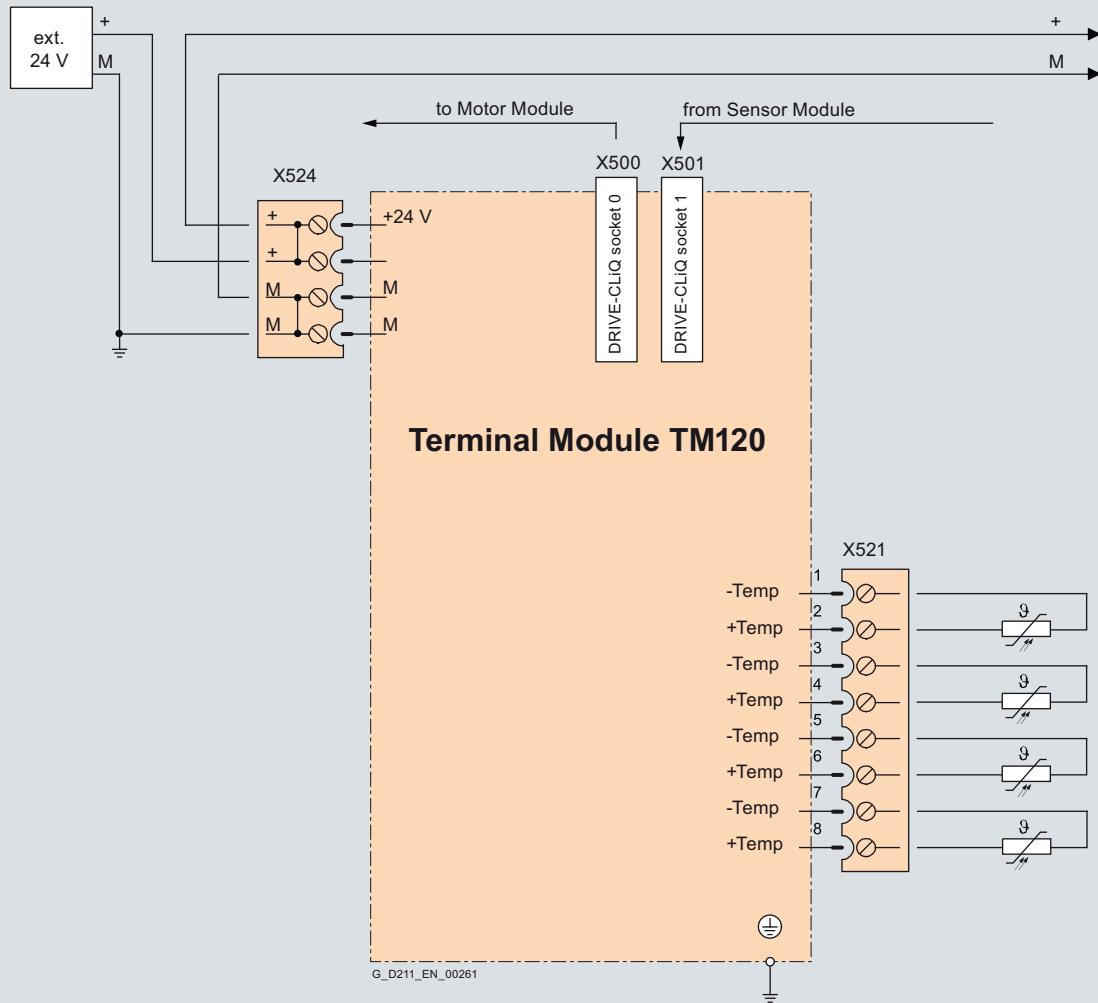 ext.
24 V
+
M
+
M
to Motor Module
from Sensor Module
X500
X501
X524
DRIVE-CLiQ socket 0
DRIVE-CLiQ socket 1
+
+24 V
+
M
M
M
M
Terminal Module TM120
X521
-Temp 1
+Temp 2
ϑ
-Temp 3
+Temp 4
ϑ
-Temp 5
+Temp 6
ϑ
-Temp 7
+Temp 8
ϑ
G_D211_EN_00261